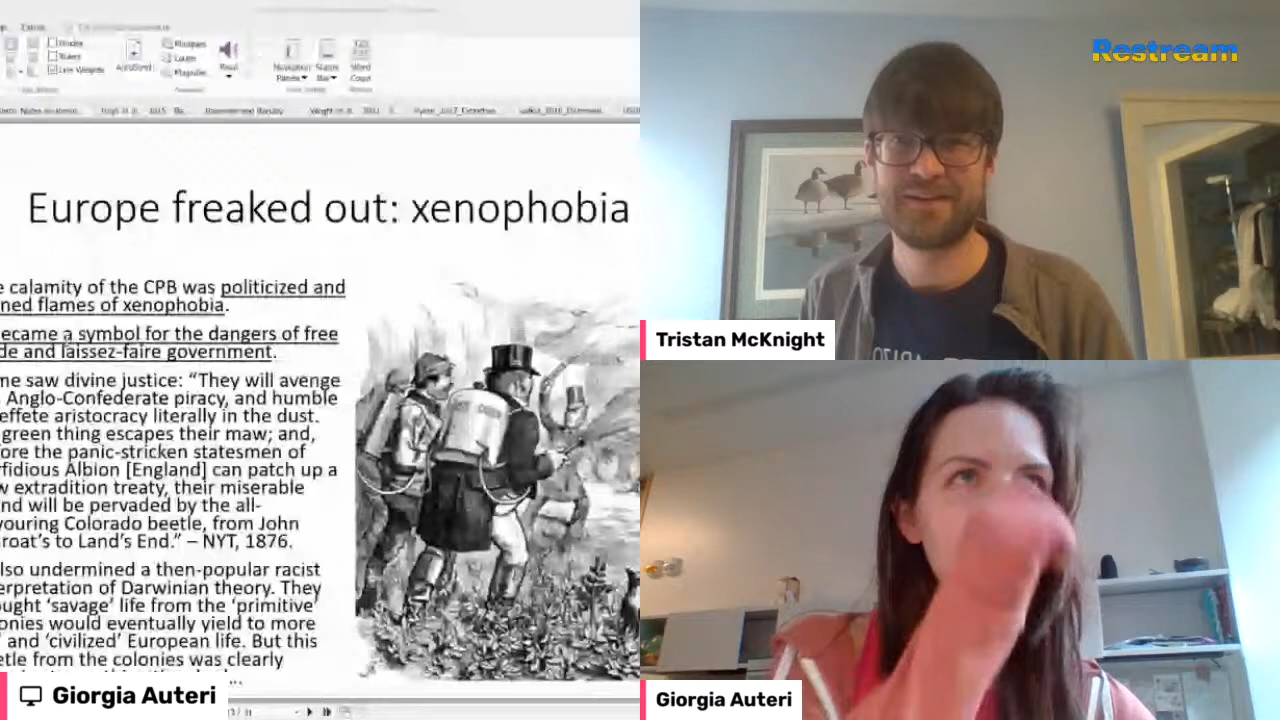 Europe freaked out: xenophobia
e calamity of the CPB was politicized and
ned flames of xenophobia.
ecame a symbol for the dangers of free
de and laissez-faire government.
me saw divine justice: “They will avenge
Anglo-Confederate piracy, and humble
effete aristocracy literally in the dust.
green thing escapes their maw; and,
ore the panic-stricken statesmen of
rfidious Albion [England] can patch up a
w extradition treaty, their miserable
nd will be pervaded by the all-
vouring Colorado beetle, from John
roat’s to Land’s End.” – NYT, 1876.
lso undermined a then-popular racist
erpretation of Darwinian theory. They
ought ‘savage’ life from the ‘primitive’
onies would eventually yield to more
’ and ‘civilized’ European life. But this
etle from the colonies was clearly
Giorgia Auteri
Restream
Tristan McKnight
Giorgia Auteri